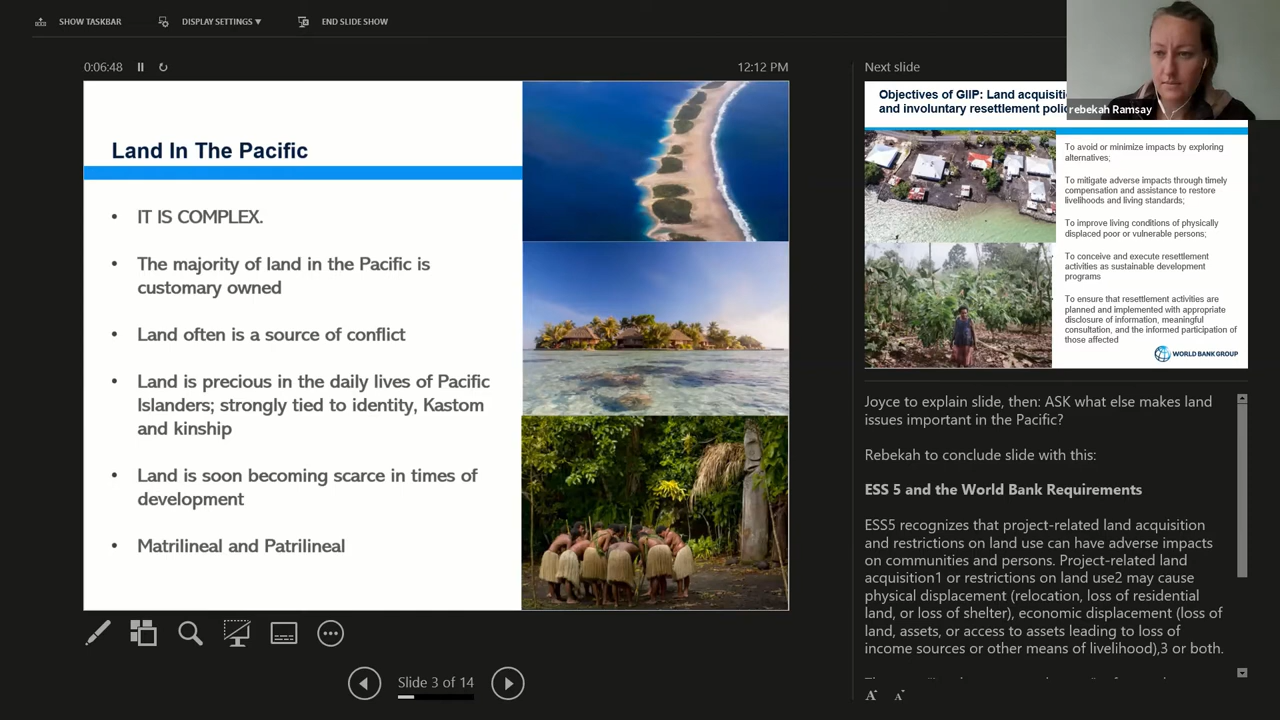 SHOW TASKBAR
DISPLAY SETTINGS ▼
END SLIDE SHOW
0:06:48
12:12 PM
Land In The Pacific
• IT IS COMPLEX.
• The majority of land in the Pacific is
customary owned
• Land often is a source of conflict
• Land is precious in the daily lives of Pacific
Islanders; strongly tied to identity, Kastom
and kinship
• Land is soon becoming scarce in times of
development
• Matrilineal and Patrilineal
Slide 3 of 14
Next slide
rebekah Ramsay
Objectives of GIIP: Land acquisiti
and involuntary resettlement poli
To avoid or minimize impacts by exploring
alternatives;
To mitigate adverse impacts through timely
compensation and assistance to restore
livelihoods and living standards;
To improve living conditions of physically
displaced poor or vulnerable persons;
To conceive and execute resettlement
activities as sustainable development
programs
To ensure that resettlement activities are
planned and implemented with appropriate
disclosure of information, meaningful
consultation, and the informed participation of
those affected
WORLD BANK GROUP
Joyce to explain slide, then: ASK what else makes land
issues important in the Pacific?
Rebekah to conclude slide with this:
ESS 5 and the World Bank Requirements
ESS5 recognizes that project-related land acquisition
and restrictions on land use can have adverse impacts
on communities and persons. Project-related land
acquisition1 or restrictions on land use2 may cause
physical displacement (relocation, loss of residential
land, or loss of shelter), economic displacement (loss of
land, assets, or access to assets leading to loss of
income sources or other means of livelihood),3 or both.
A A